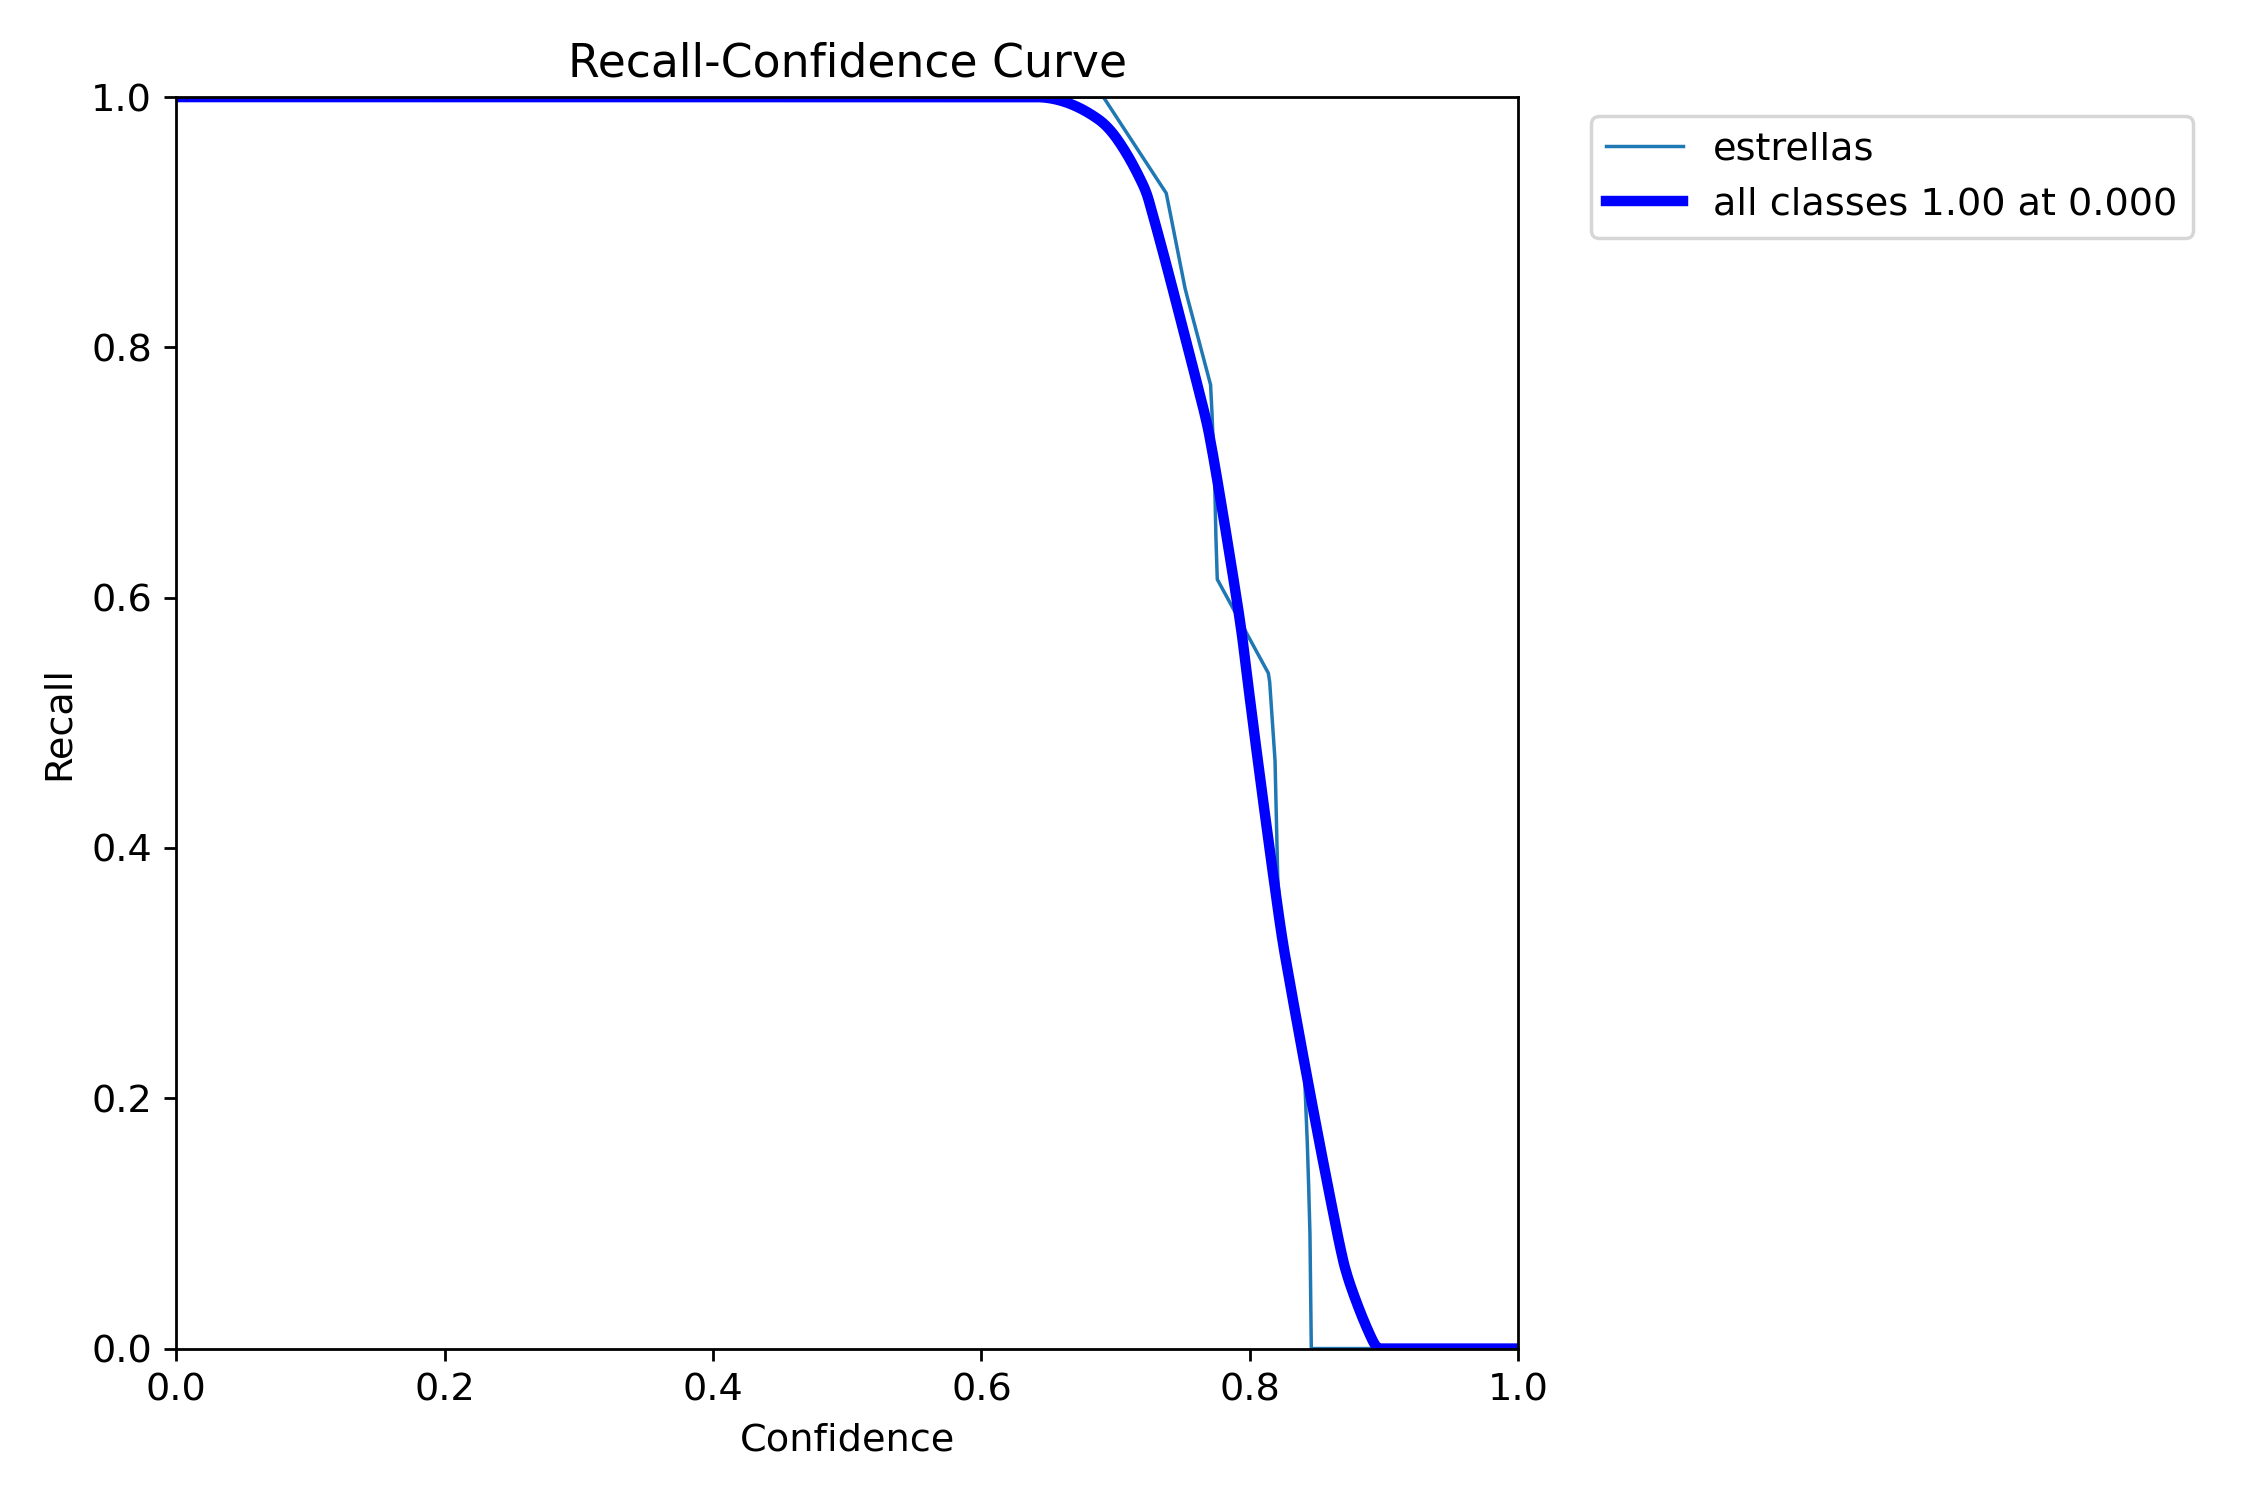 Recall-Confidence Curve
estrellas
all classes 1.00 at 0.000
Recall
1.0
0.8
0.6
0.4
0.2
0.0
0.0 0.2 0.4 0.6 0.8 1.0
Confidence